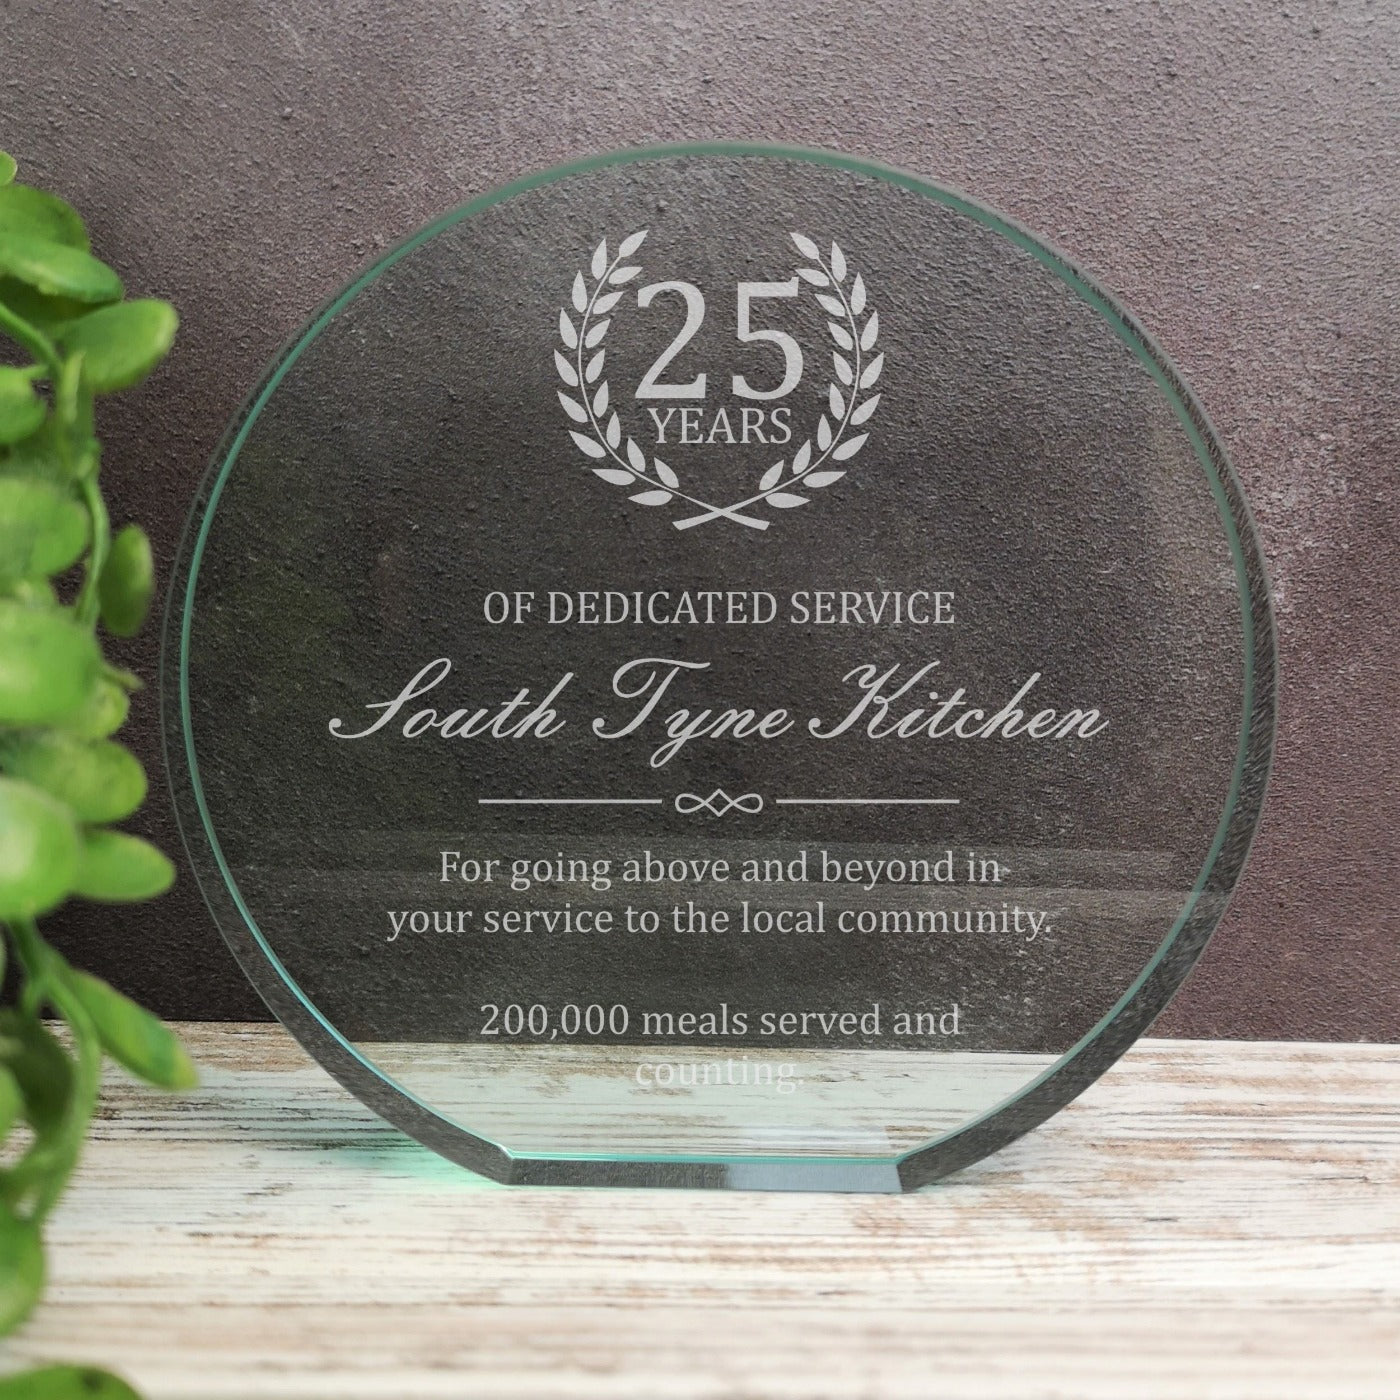 25
YEARS
OF DEDICATED SERVICE
South Tyne Kitchen
For going above and beyond in
your service to the local community.
200,000 meals served and
counting.